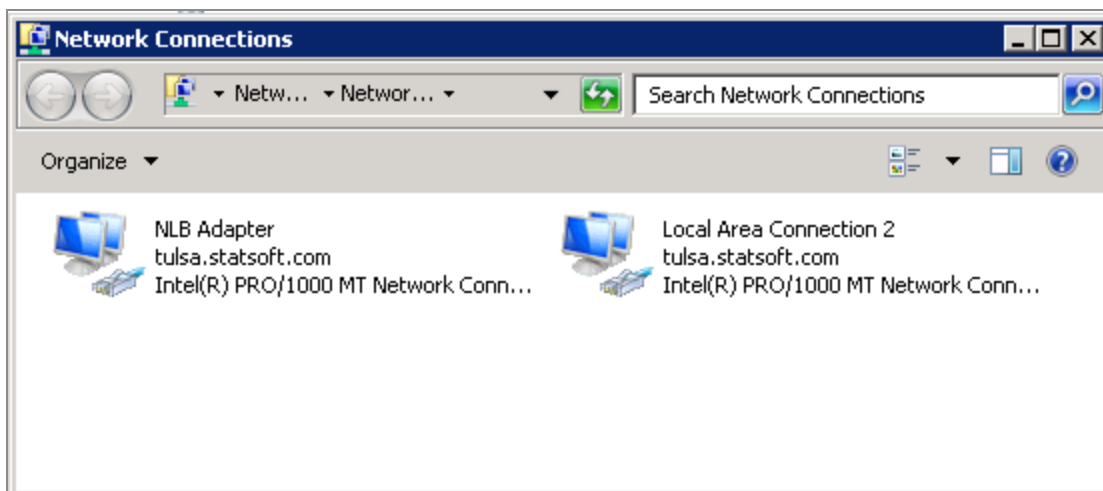 Network Connections
Netw... Networ...
Search Network Connections
Organize
NLB Adapter
tulsa.statsoft.com
Intel(R) PRO/1000 MT Network Conn...
Local Area Connection 2
tulsa.statsoft.com
Intel(R) PRO/1000 MT Network Conn...